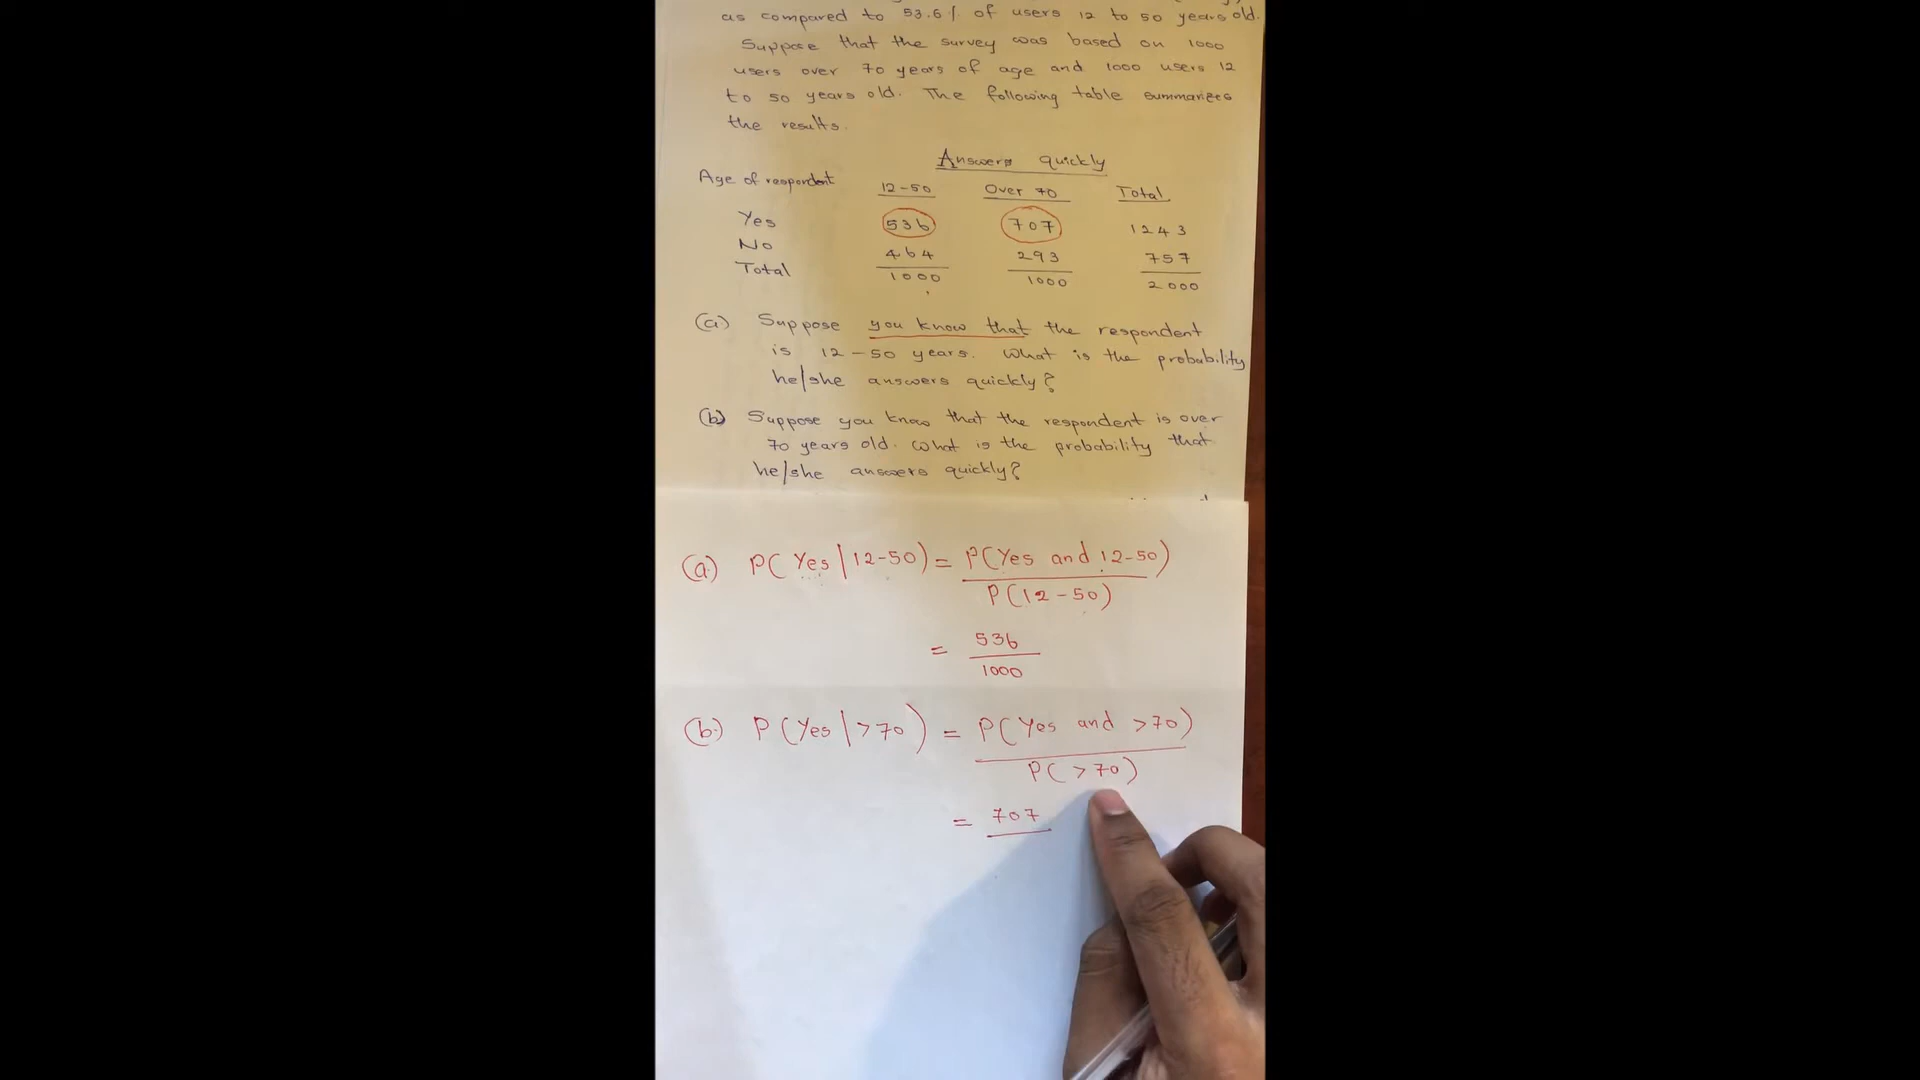 as compared to 53.6% of users 12 to 50 years old.
Suppose that the survey was based on 1000
users over 70 years of age and 1000 users 12
to 50 years old. The following table summarizes
the results.
Answers quickly
Age of respondent 12-50 Over 70 Total
Yes 536 707 1243
No 464 293 757
Total 1000 1000 2000
(a) Suppose you know that the respondent
is 12-50 years. What is the probability
he/she answers quickly?
(b) Suppose you know that the respondent is over
70 years old. What is the probability that
he/she answers quickly?
(a) P(Yes|12-50) = P(Yes and 12-50)
P(12-50)
= 536
1000
(b) P(Yes|>70) = P(Yes and >70)
P(>70)
= 707